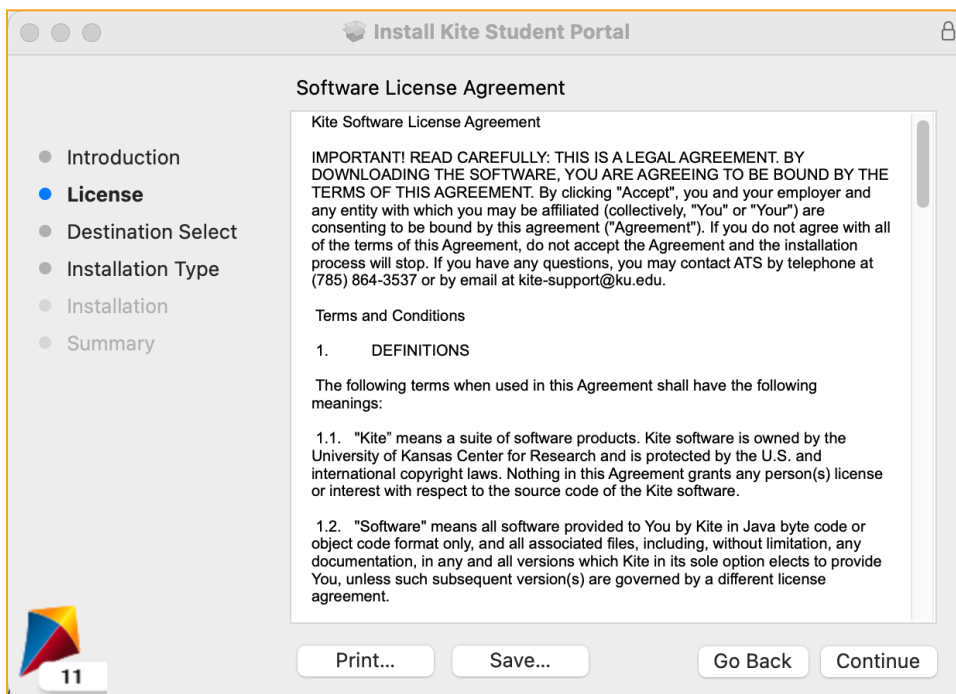 Install Kite Student Portal
Software License Agreement
Introduction
License
Destination Select
Installation Type
Installation
Summary
Kite Software License Agreement
IMPORTANT! READ CAREFULLY: THIS IS A LEGAL AGREEMENT. BY
DOWNLOADING THE SOFTWARE, YOU ARE AGREEING TO BE BOUND BY THE
TERMS OF THIS AGREEMENT. By clicking "Accept", you and your employer and
any entity with which you may be affiliated (collectively, "You" or "Your") are
consenting to be bound by this agreement ("Agreement"). If you do not agree with all
of the terms of this Agreement, do not accept the Agreement and the installation
process will stop. If you have any questions, you may contact ATS by telephone at
(785) 864-3537 or by email at kite-support@ku.edu.
Terms and Conditions
1. DEFINITIONS
The following terms when used in this Agreement shall have the following
meanings:
1.1. "Kite” means a suite of software products. Kite software is owned by the
University of Kansas Center for Research and is protected by the U.S. and
international copyright laws. Nothing in this Agreement grants any person(s) license
or interest with respect to the source code of the Kite software.
1.2. "Software" means all software provided to You by Kite in Java byte code or
object code format only, and all associated files, including, without limitation, any
documentation, in any and all versions which Kite in its sole option elects to provide
You, unless such subsequent version(s) are governed by a different license
agreement.
11
Print...
Save...
Go Back
Continue